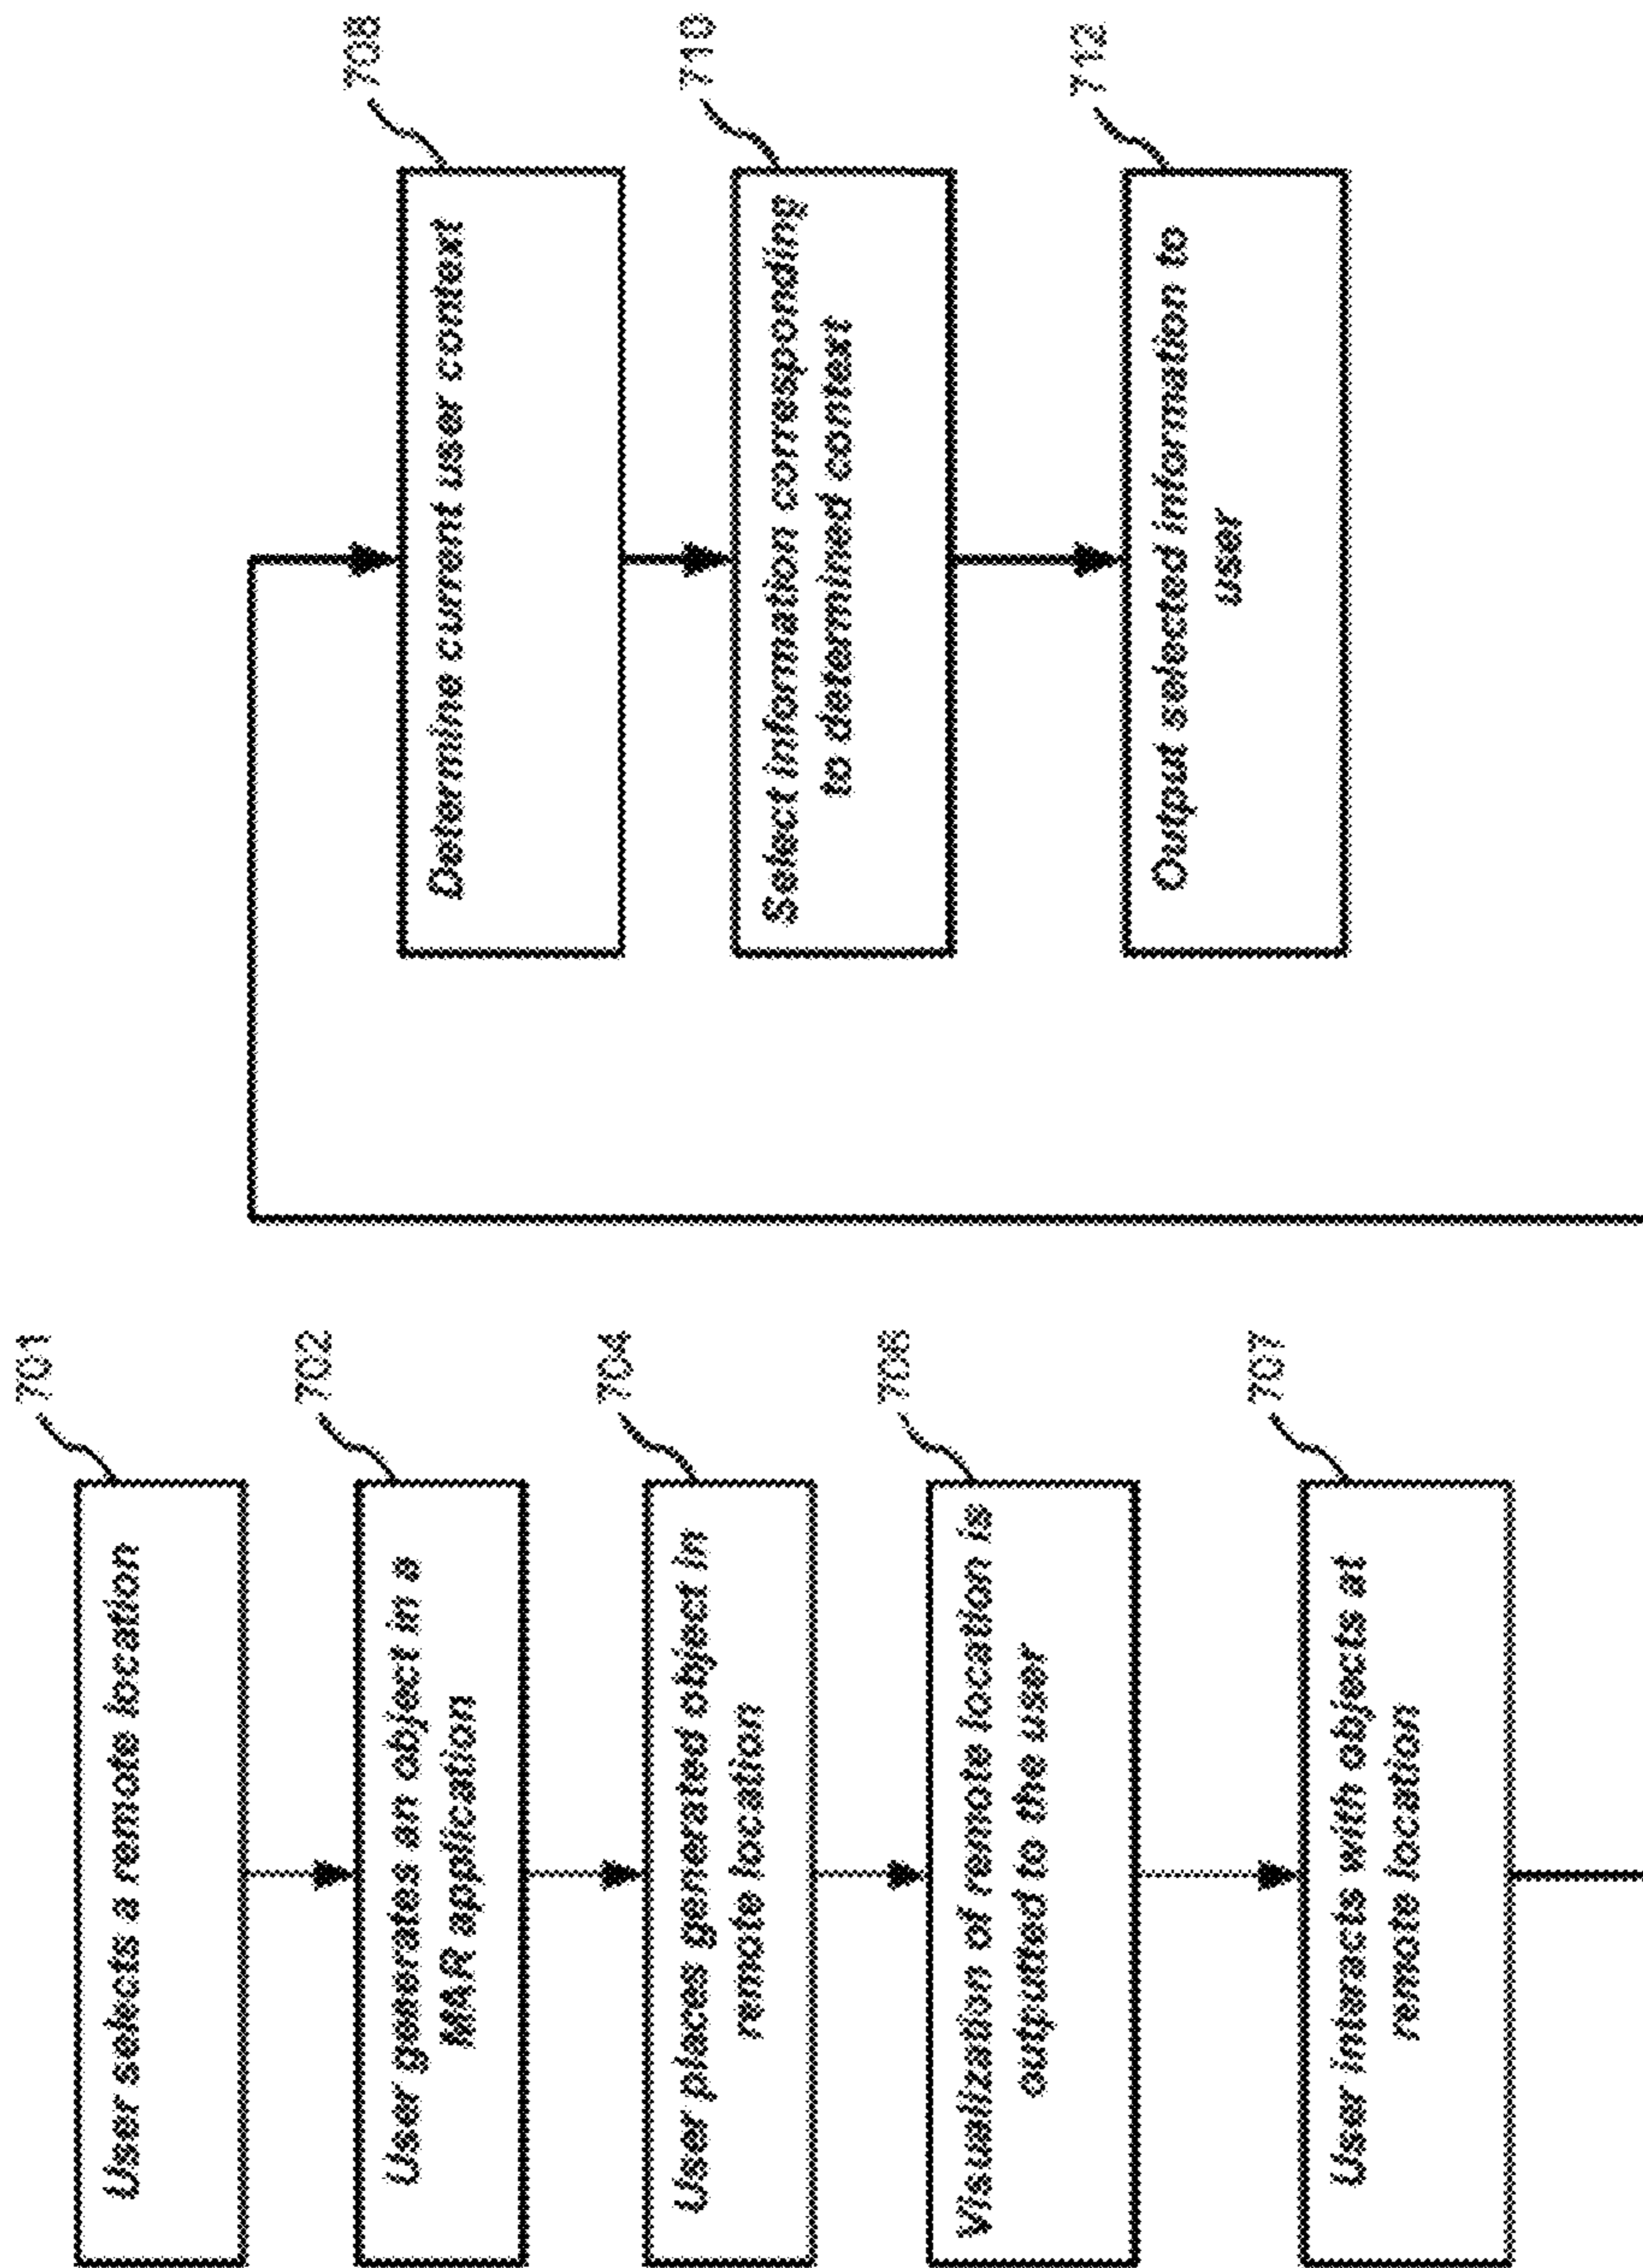 701
User selects a remote location
702
User generates an object in a
MAR application
704
User places generated object in
remote location
706
Visualization of remote location is
outputted to the user
707
User interacts with objects at
remote location
708
Determine current user context
710
Select information corresponding
to determined context
712
Output selected information to
user